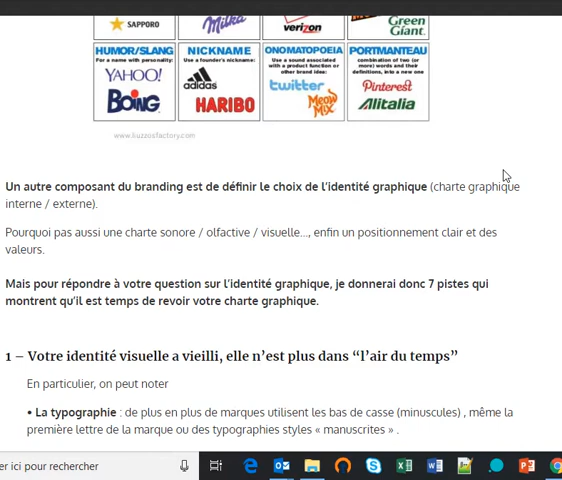 SAPPORO
Milka
verizon
Green
Giant.
HUMOR/SLANG
For a name with personality:
YAHOO!
BOING
NICKNAME
Use a founder's nickname:
adidas
HARIBO
ONOMATOPOEIA
Use a sound associated
with a product function or
other brand idea:
twitter
Meow
Mix
PORTMANTEAU
combination of two (or
more) words and their
definitions, into a new one
Pinterest
Alitalia
www.kuzzosfactory.com
Un autre composant du branding est de définir le choix de l'identité graphique (charte graphique
interne / externe).
Pourquoi pas aussi une charte sonore / olfactive / visuelle…, enfin un positionnement clair et des
valeurs.
Mais pour répondre à votre question sur l'identité graphique, je donnerai donc 7 pistes qui
montrent qu'il est temps de revoir votre charte graphique.
1 – Votre identité visuelle a vieilli, elle n'est plus dans “l'air du temps”
En particulier, on peut noter
• La typographie : de plus en plus de marques utilisent les bas de casse (minuscules) , même la
première lettre de la marque ou des typographies styles « manuscrites » .
er ici pour rechercher